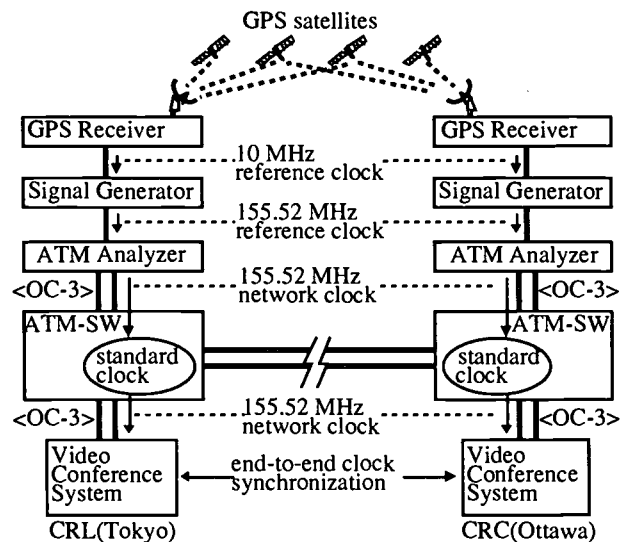 GPS satellites
GPS Receiver
GPS Receiver
10 MHz
reference clock
Signal Generator
Signal Generator
155.52 MHz
reference clock
ATM Analyzer
ATM Analyzer
<OC-3>
155.52 MHz
network clock
<OC-3>
ATM-SW
ATM-SW
standard
clock
standard
clock
<OC-3>
155.52 MHz
network clock
<OC-3>
Video
Conference
System
end-to-end clock
synchronization
Video
Conference
System
CRL(Tokyo)
CRC(Ottawa)